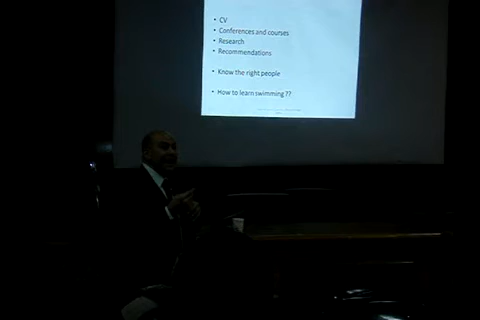 • CV
• Conferences and courses
• Research
• Recommendations
• Know the right people
• How to learn swimming ??